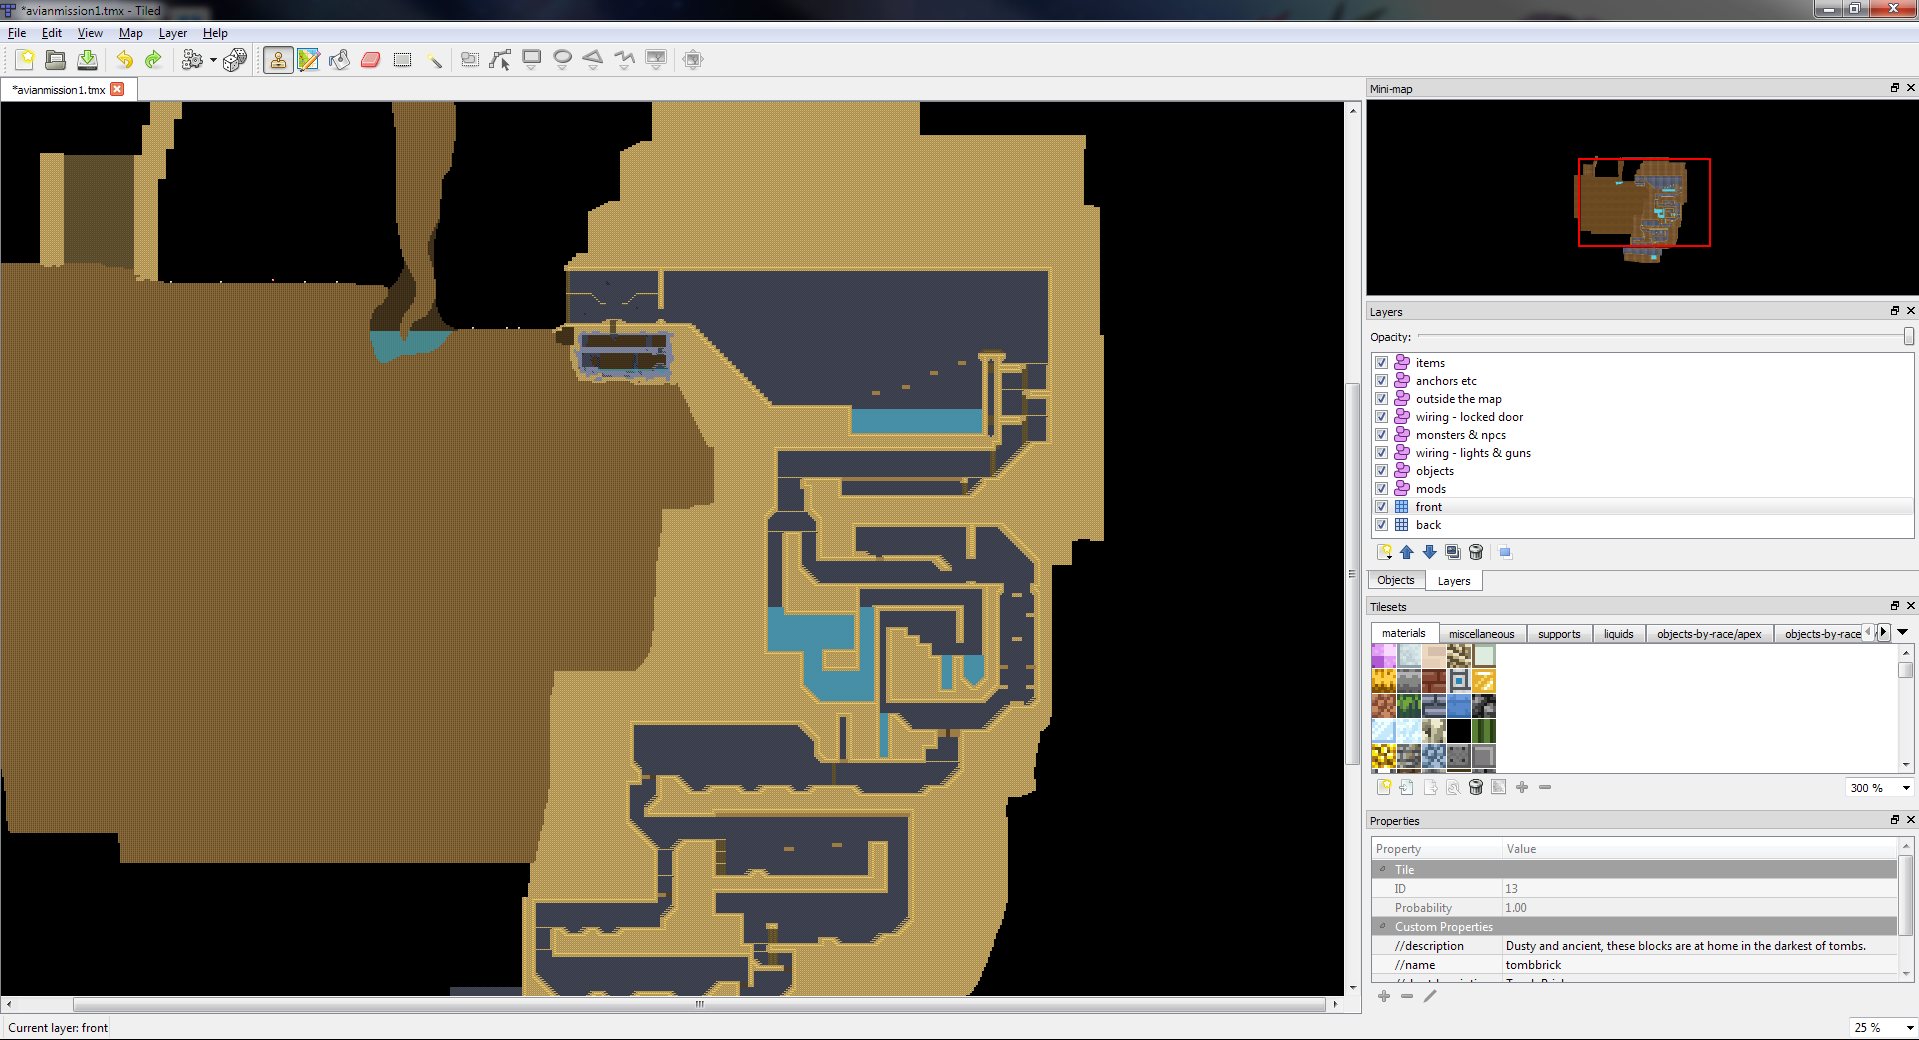 *avianmission1.tmx - Tiled
File Edit View Map Layer Help
*avianmission1.tmx
Mini-map
Layers
Opacity:
items
anchors etc
outside the map
wiring - locked door
monsters & npcs
wiring - lights & guns
objects
mods
front
back
Objects Layers
Tilesets
materials miscellaneous supports liquids objects-by-race/apex objects-by-race
300 %
Properties
Property Value
Tile
ID 13
Probability 1.00
Custom Properties
//description Dusty and ancient, these blocks are at home in the darkest of tombs.
//name tombbrick
Current layer: front
25 %